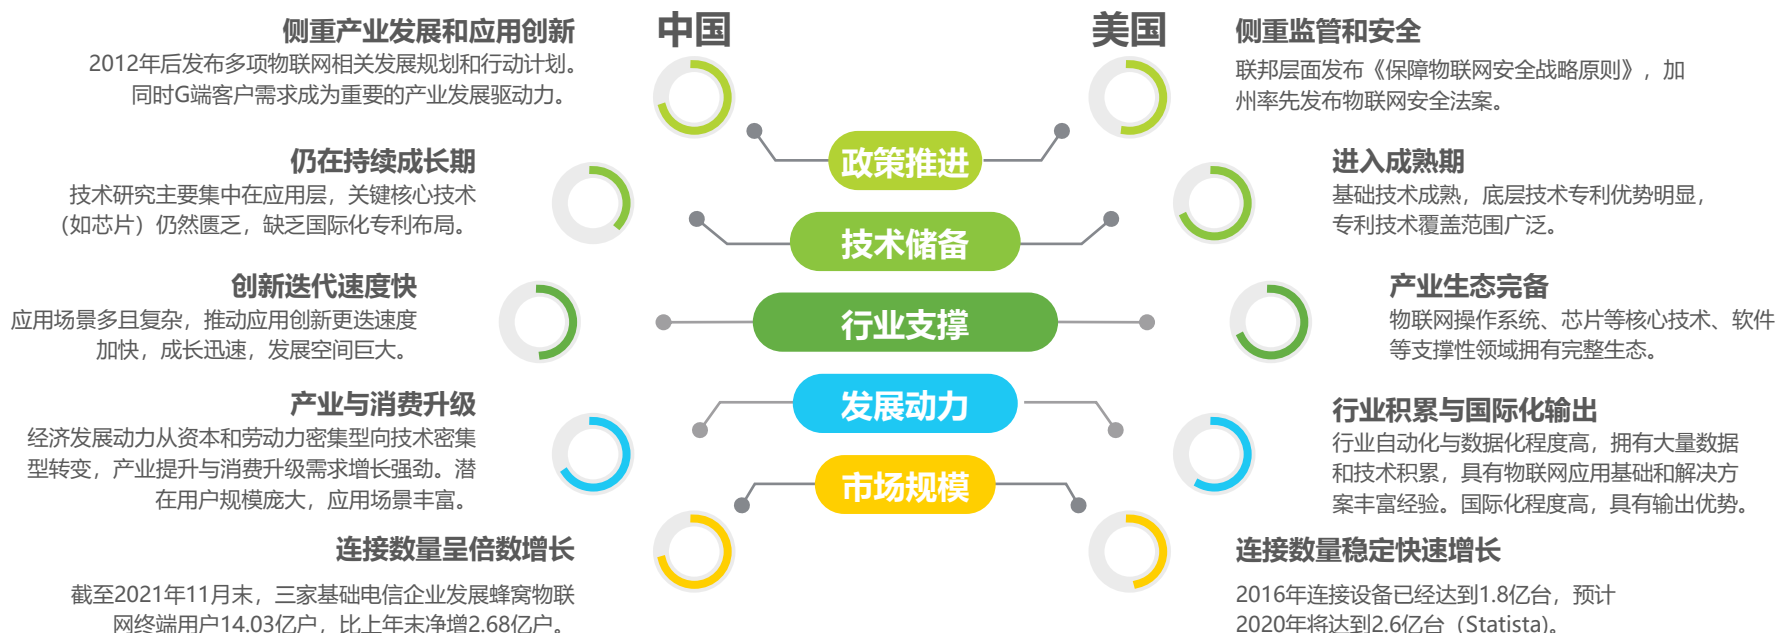 中国
侧重产业发展和应用创新
2012年后发布多项物联网相关发展规划和行动计划。
同时G端客户需求成为重要的产业发展驱动力。
仍在持续成长期
技术研究主要集中在应用层，关键核心技术
（如芯片）仍然匮乏，缺乏国际化专利布局。
创新迭代速度快
应用场景多且复杂，推动应用创新更迭速度
加快，成长迅速，发展空间巨大。
产业与消费升级
经济发展动力从资本和劳动力密集型向技术密集
型转变，产业提升与消费升级需求增长强劲。潜
在用户规模庞大，应用场景丰富。
连接数量呈倍数增长
截至2021年11月末，三家基础电信企业发展蜂窝物联
网终端用户14.03亿户，比上年末净增2.68亿户。
政策推进
技术储备
行业支撑
发展动力
市场规模
美国
侧重监管和安全
联邦层面发布《保障物联网安全战略原则》，加
州率先发布物联网安全法案。
进入成熟期
基础技术成熟，底层技术专利优势明显，
专利技术覆盖范围广泛。
产业生态完备
物联网操作系统、芯片等核心技术、软件
等支撑性领域拥有完整生态。
行业积累与国际化输出
行业自动化与数据化程度高，拥有大量数据
和技术积累，具有物联网应用基础和解决方
案丰富经验。国际化程度高，具有输出优势。
连接数量稳定快速增长
2016年连接设备已经达到1.8亿台，预计
2020年将达到2.6亿台（Statista)。